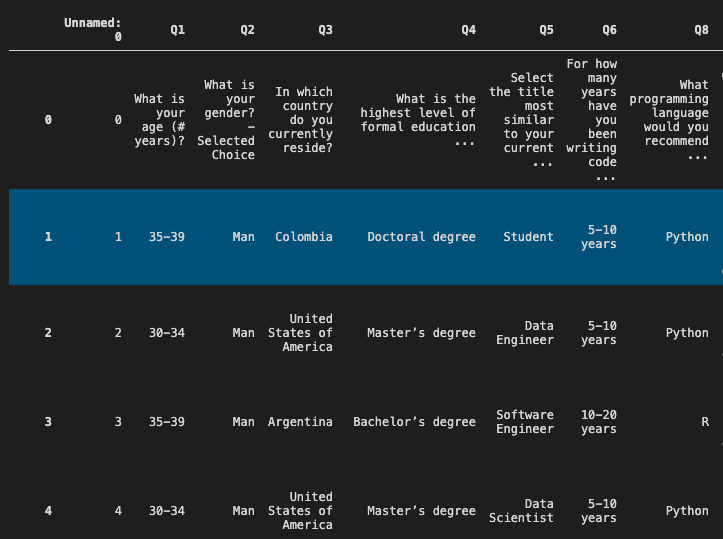 Unnamed: 0 Q1 Q2 Q3 Q4 Q5 Q6 Q8
0 0 What is your age (# years)? What is your gender? - Selected Choice In which country do you currently reside? What is the highest level of formal education ... Select the title most similar to your current ... For how many years have you been writing code ... What programming language would you recommend ...
1 1 35-39 Man Colombia Doctoral degree Student 5-10 years Python
2 2 30-34 Man United States of America Master’s degree Data Engineer 5-10 years Python
3 3 35-39 Man Argentina Bachelor’s degree Software Engineer 10-20 years R
4 4 30-34 Man United States of America Master’s degree Data Scientist 5-10 years Python